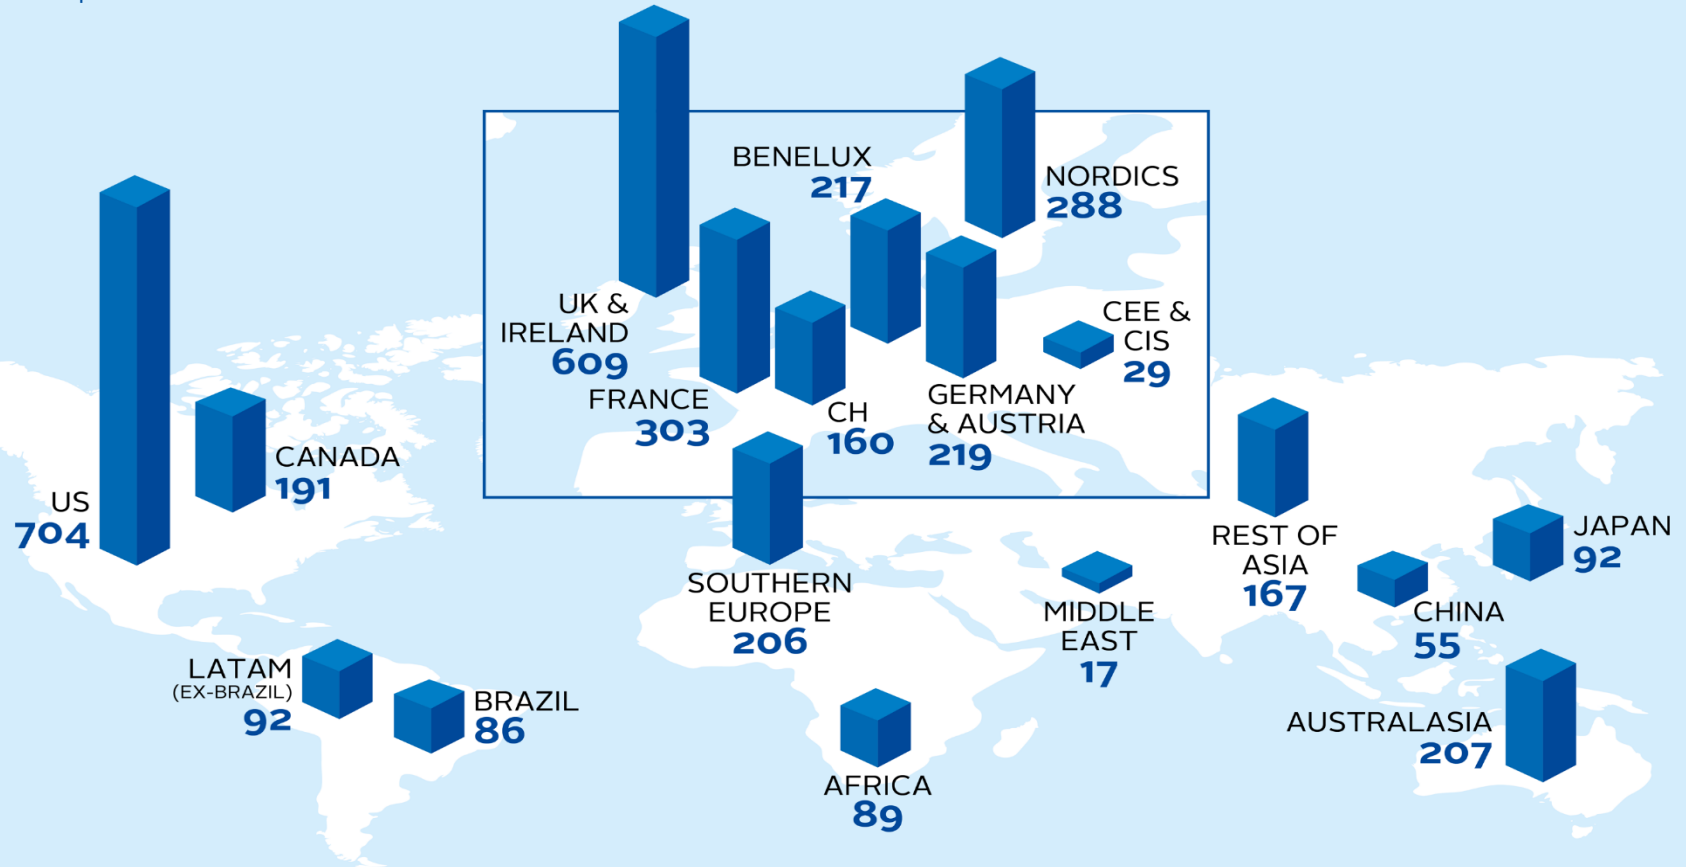 US
704
CANADA
191
LATAM
(EX-BRAZIL)
92
BRAZIL
86
UK &
IRELAND
609
FRANCE
303
BENELUX
217
CH
160
GERMANY
& AUSTRIA
219
NORDICS
288
CEE &
CIS
29
SOUTHERN
EUROPE
206
MIDDLE
EAST
17
AFRICA
89
REST OF
ASIA
167
CHINA
55
JAPAN
92
AUSTRALASIA
207